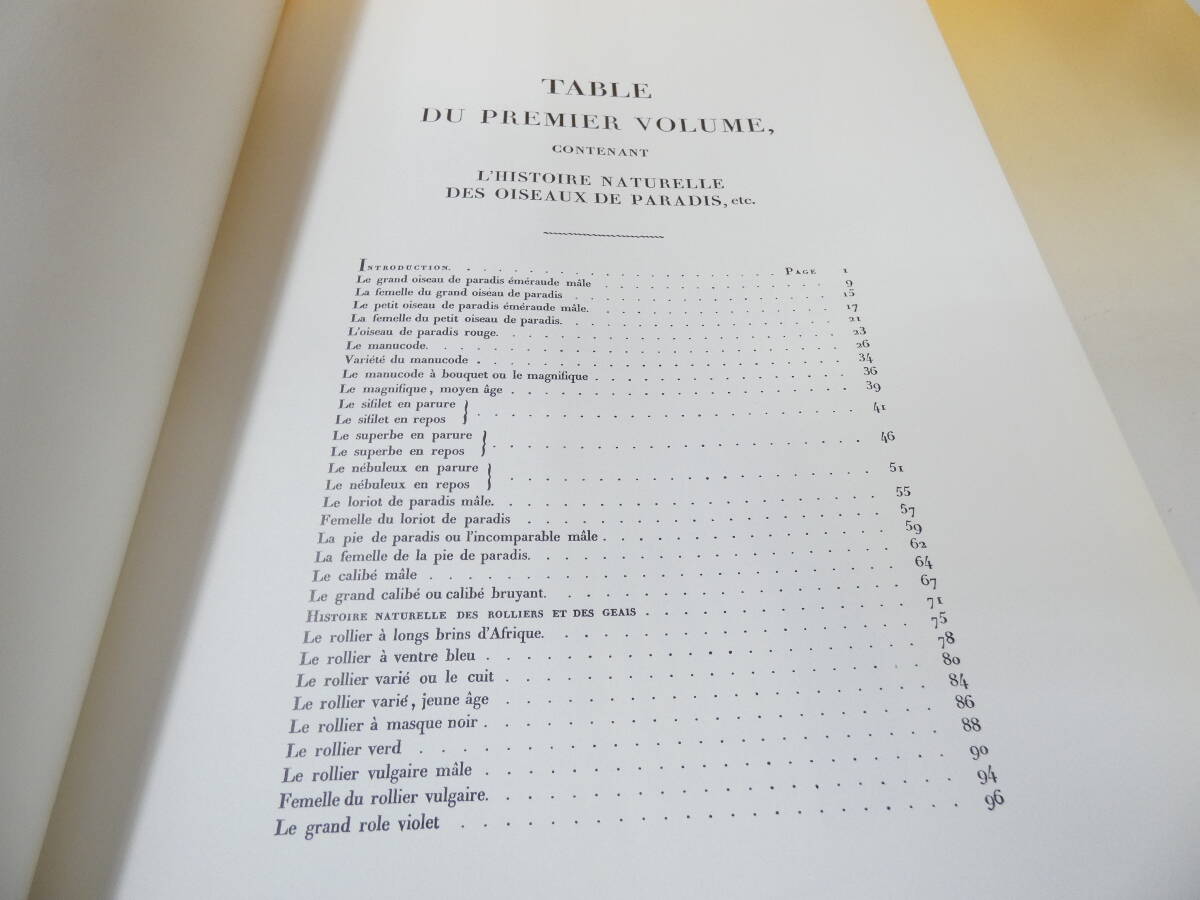 TABLE
DU PREMIER VOLUME,
CONTENANT
L'HISTOIRE NATURELLE
DES OISEAUX DE PARADIS, etc.
INTRODUCTION. . . . . . . . . . . . . . . . . . PAGE 1
Le grand oiseau de paradis éméraude mâle . . . . . . . . . . . 9
La femelle du grand oiseau de paradis . . . . . . . . . . . . 15
Le petit oiseau de paradis éméraude mâle. . . . . . . . . . . 17
La femelle du petit oiseau de paradis. . . . . . . . . . . . 21
L'oiseau de paradis rouge. . . . . . . . . . . . . . . 23
Le manucode. . . . . . . . . . . . . . . . . . . 26
Variété du manucode . . . . . . . . . . . . . . . . 34
Le manucode à bouquet ou le magnifique . . . . . . . . . . . 36
Le magnifique, moyen âge . . . . . . . . . . . . . . . 39
Le sifilet en parure } . . . . . . . . . . . . . . . . 41
Le sifilet en repos }
Le superbe en parure } . . . . . . . . . . . . . . . . 46
Le superbe en repos }
Le nébuleux en parure } . . . . . . . . . . . . . . . 51
Le nébuleux en repos }
Le loriot de paradis mâle. . . . . . . . . . . . . . . 55
Femelle du loriot de paradis . . . . . . . . . . . . . . 57
La pie de paradis ou l'incomparable mâle . . . . . . . . . . . 59
La femelle de la pie de paradis. . . . . . . . . . . . . . 62
Le calibé mâle . . . . . . . . . . . . . . . . . . 64
Le grand calibé ou calibé bruyant. . . . . . . . . . . . . 67
HISTOIRE NATURELLE DES ROLLIERS ET DES GEAIS . . . . . . . . . . 71
Le rollier à longs brins d'Afrique. . . . . . . . . . . . . 75
Le rollier à ventre bleu . . . . . . . . . . . . . . . 78
Le rollier varié ou le cuit . . . . . . . . . . . . . . 80
Le rollier varié, jeune âge . . . . . . . . . . . . . . 84
Le rollier à masque noir . . . . . . . . . . . . . . . 86
Le rollier verd . . . . . . . . . . . . . . . . . . 88
Le rollier vulgaire mâle . . . . . . . . . . . . . . . 90
Femelle du rollier vulgaire. . . . . . . . . . . . . . . 94
Le grand role violet . . . . . . . . . . . . . . . . 96